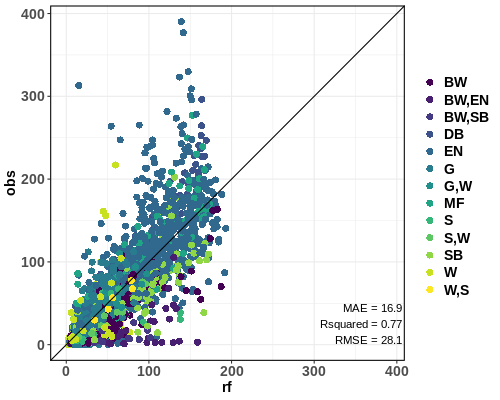 400
300
200
100
0
obs
0
100
200
300
400
rf
MAE = 16.9
Rsquared = 0.77
RMSE = 28.1
BW
BW,EN
BW,SB
DB
EN
G
G,W
MF
S
S,W
SB
W
W,S